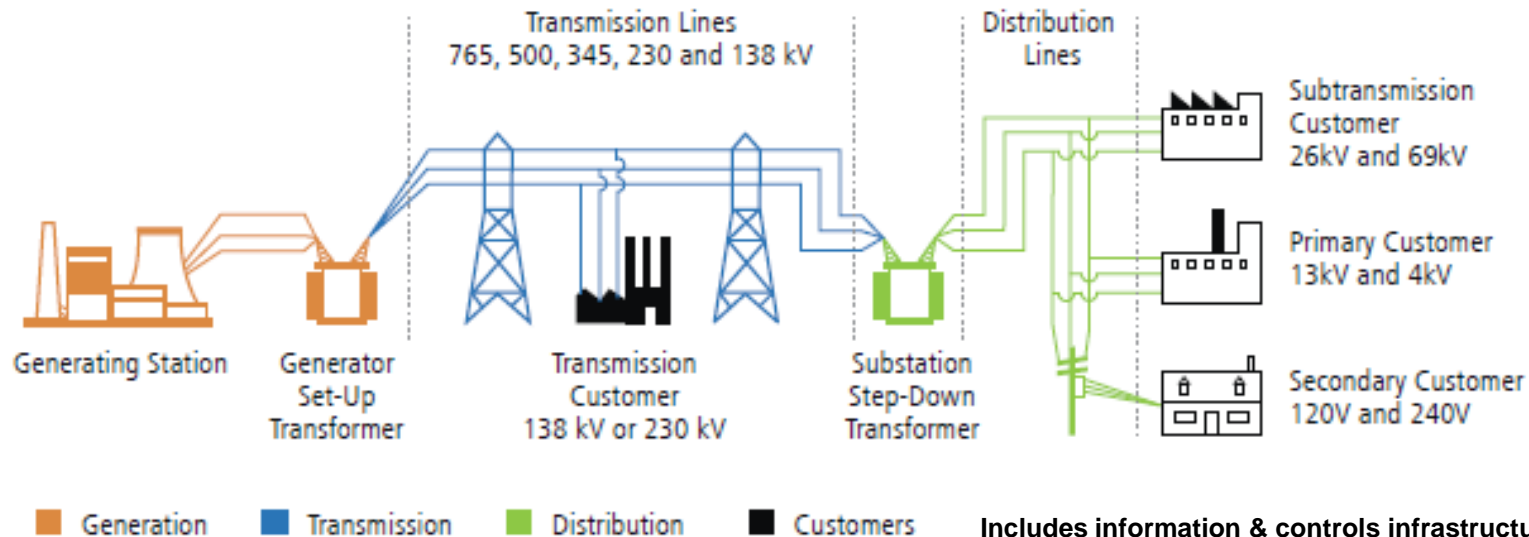 Transmission Lines
765, 500, 345, 230 and 138 kV
Distribution
Lines
Subtransmission
Customer
26kV and 69kV
Primary Customer
13kV and 4kV
Secondary Customer
120V and 240V
Generating Station
Generator
Set-Up
Transformer
Transmission
Customer
138 kV or 230 kV
Substation
Step-Down
Transformer
Generation
Transmission
Distribution
Customers
Includes information & controls